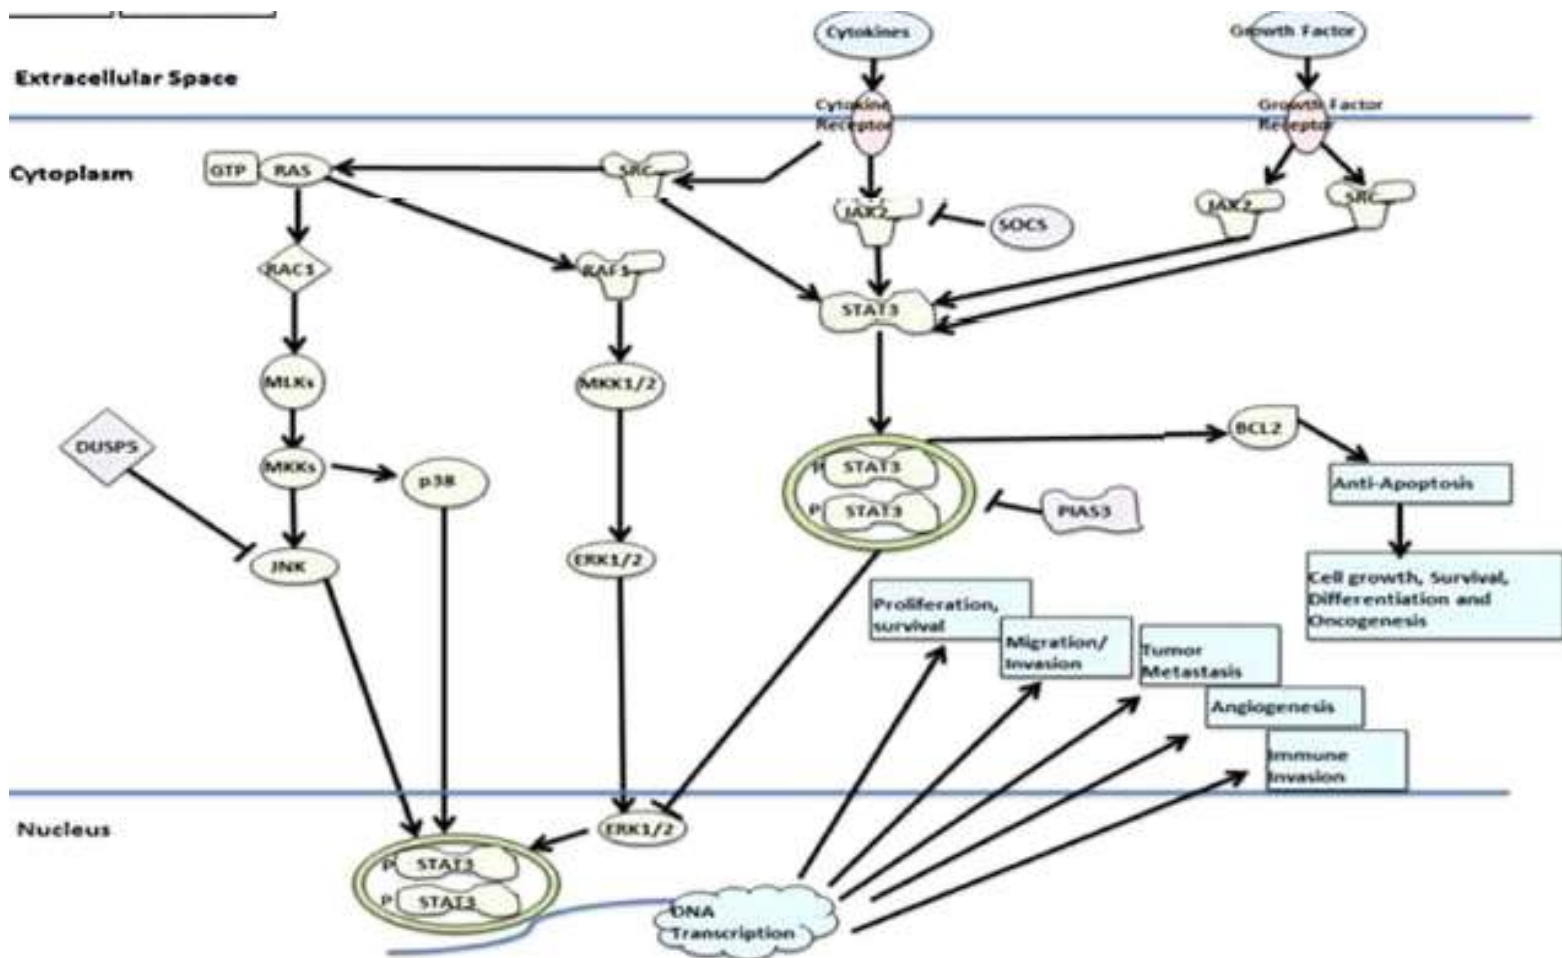 Cytokines
Growth Factor
Extracellular Space
Cytokine
Receptor
Growth Factor
Receptor
Cytoplasm
GTP
RAS
SRC
JAK2
SOCS
JAK2
SRC
RAC1
RAF1
STAT3
MLKs
MKK1/2
DUSP5
MKKs
p38
BCL2
P STAT3
P STAT3
PIAS3
Anti-Apoptosis
JNK
ERK1/2
Cell growth, Survival,
Differentiation and
Oncogenesis
Proliferation,
survival
Migration/
Invasion
Tumor
Metastasis
Angiogenesis
Immune
Invasion
Nucleus
ERK1/2
P STAT3
P STAT3
DNA
Transcription